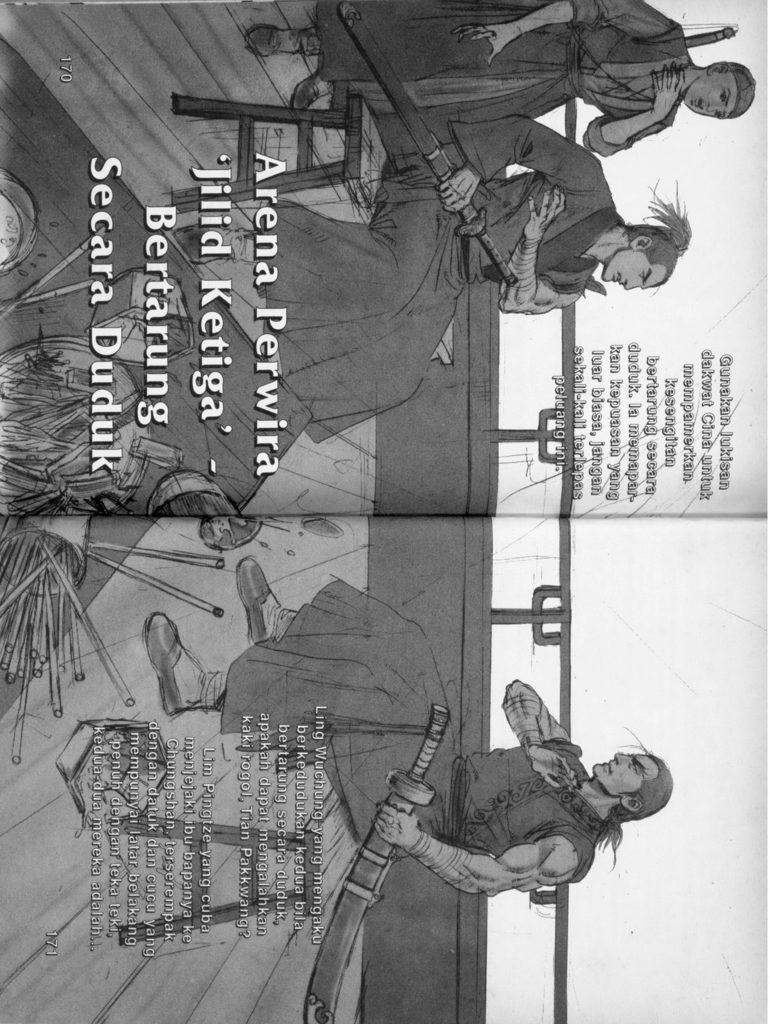 170
Arena Perwira
'Jilid Ketiga' -
Bertarung
Secara Duduk
Gunakan lukisan
dakwat Cina untuk
mempamerkan
kesengitan
bertarung secara
duduk. Ia memapar-
kan kepuasan yang
luar biasa, jangan
sekali-kali terlepas
peluang ini.
Ling Wuchung yang mengaku
berkedudukan kedua bila
bertarung secara duduk,
apakah dapat mengalahkan
kaki rogol, Tian Pakkwang?
Lim Pingtze yang cuba
menjejaki ibu bapanya ke
Chungshan, terserempak
dengan datuk dan cucu yang
mempunyai latar belakang
penuh dengan teka-teki,
kedua-dua mereka adalah...
171